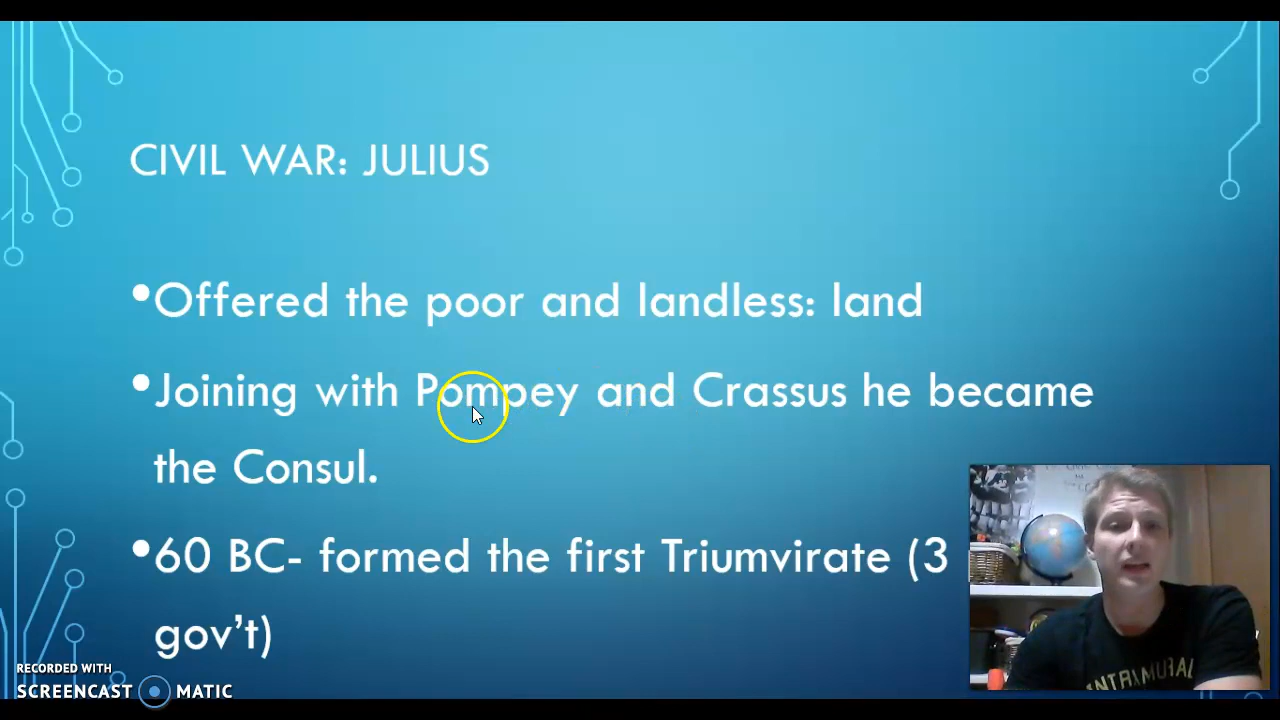 CIVIL WAR: JULIUS
•Offered the poor and landless: land
•Joining with Pompey and Crassus he became
the Consul.
•60 BC- formed the first Triumvirate (3
gov't)
RECORDED WITH
SCREENCAST MATIC
INTRAMURAL